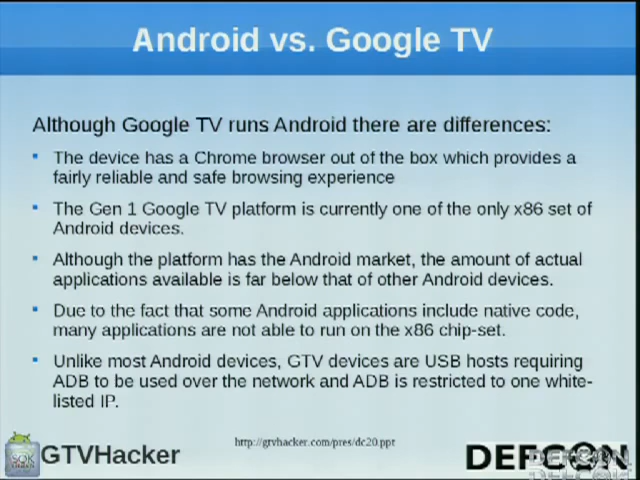 Android vs. Google TV
Although Google TV runs Android there are differences:
The device has a Chrome browser out of the box which provides a
fairly reliable and safe browsing experience
The Gen 1 Google TV platform is currently one of the only x86 set of
Android devices.
Although the platform has the Android market, the amount of actual
applications available is far below that of other Android devices.
Due to the fact that some Android applications include native code,
many applications are not able to run on the x86 chip-set.
Unlike most Android devices, GTV devices are USB hosts requiring
ADB to be used over the network and ADB is restricted to one white-
listed IP.
GTVHacker
http://gtvhacker.com/pres/dc20.ppt
DEFCON
DEFCON